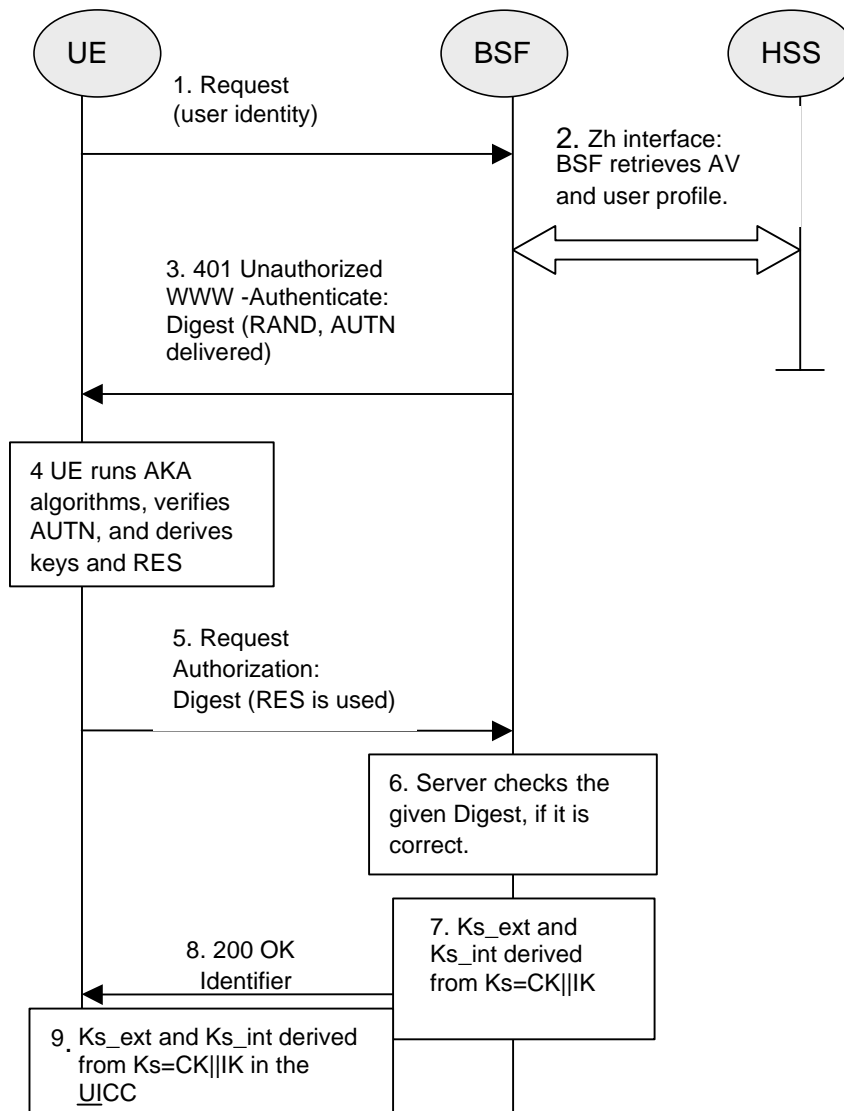 UE
BSF
HSS
1. Request
(user identity)
2. Zh interface:
BSF retrieves AV
and user profile.
3. 401 Unauthorized
WWW -Authenticate:
Digest (RAND, AUTN
delivered)
4 UE runs AKA
algorithms, verifies
AUTN, and derives
keys and RES
5. Request
Authorization:
Digest (RES is used)
6. Server checks the
given Digest, if it is
correct.
7. Ks_ext and
Ks_int derived
from Ks=CK||IK
8. 200 OK
Identifier
9. Ks_ext and Ks_int derived
from Ks=CK||IK in the
UICC